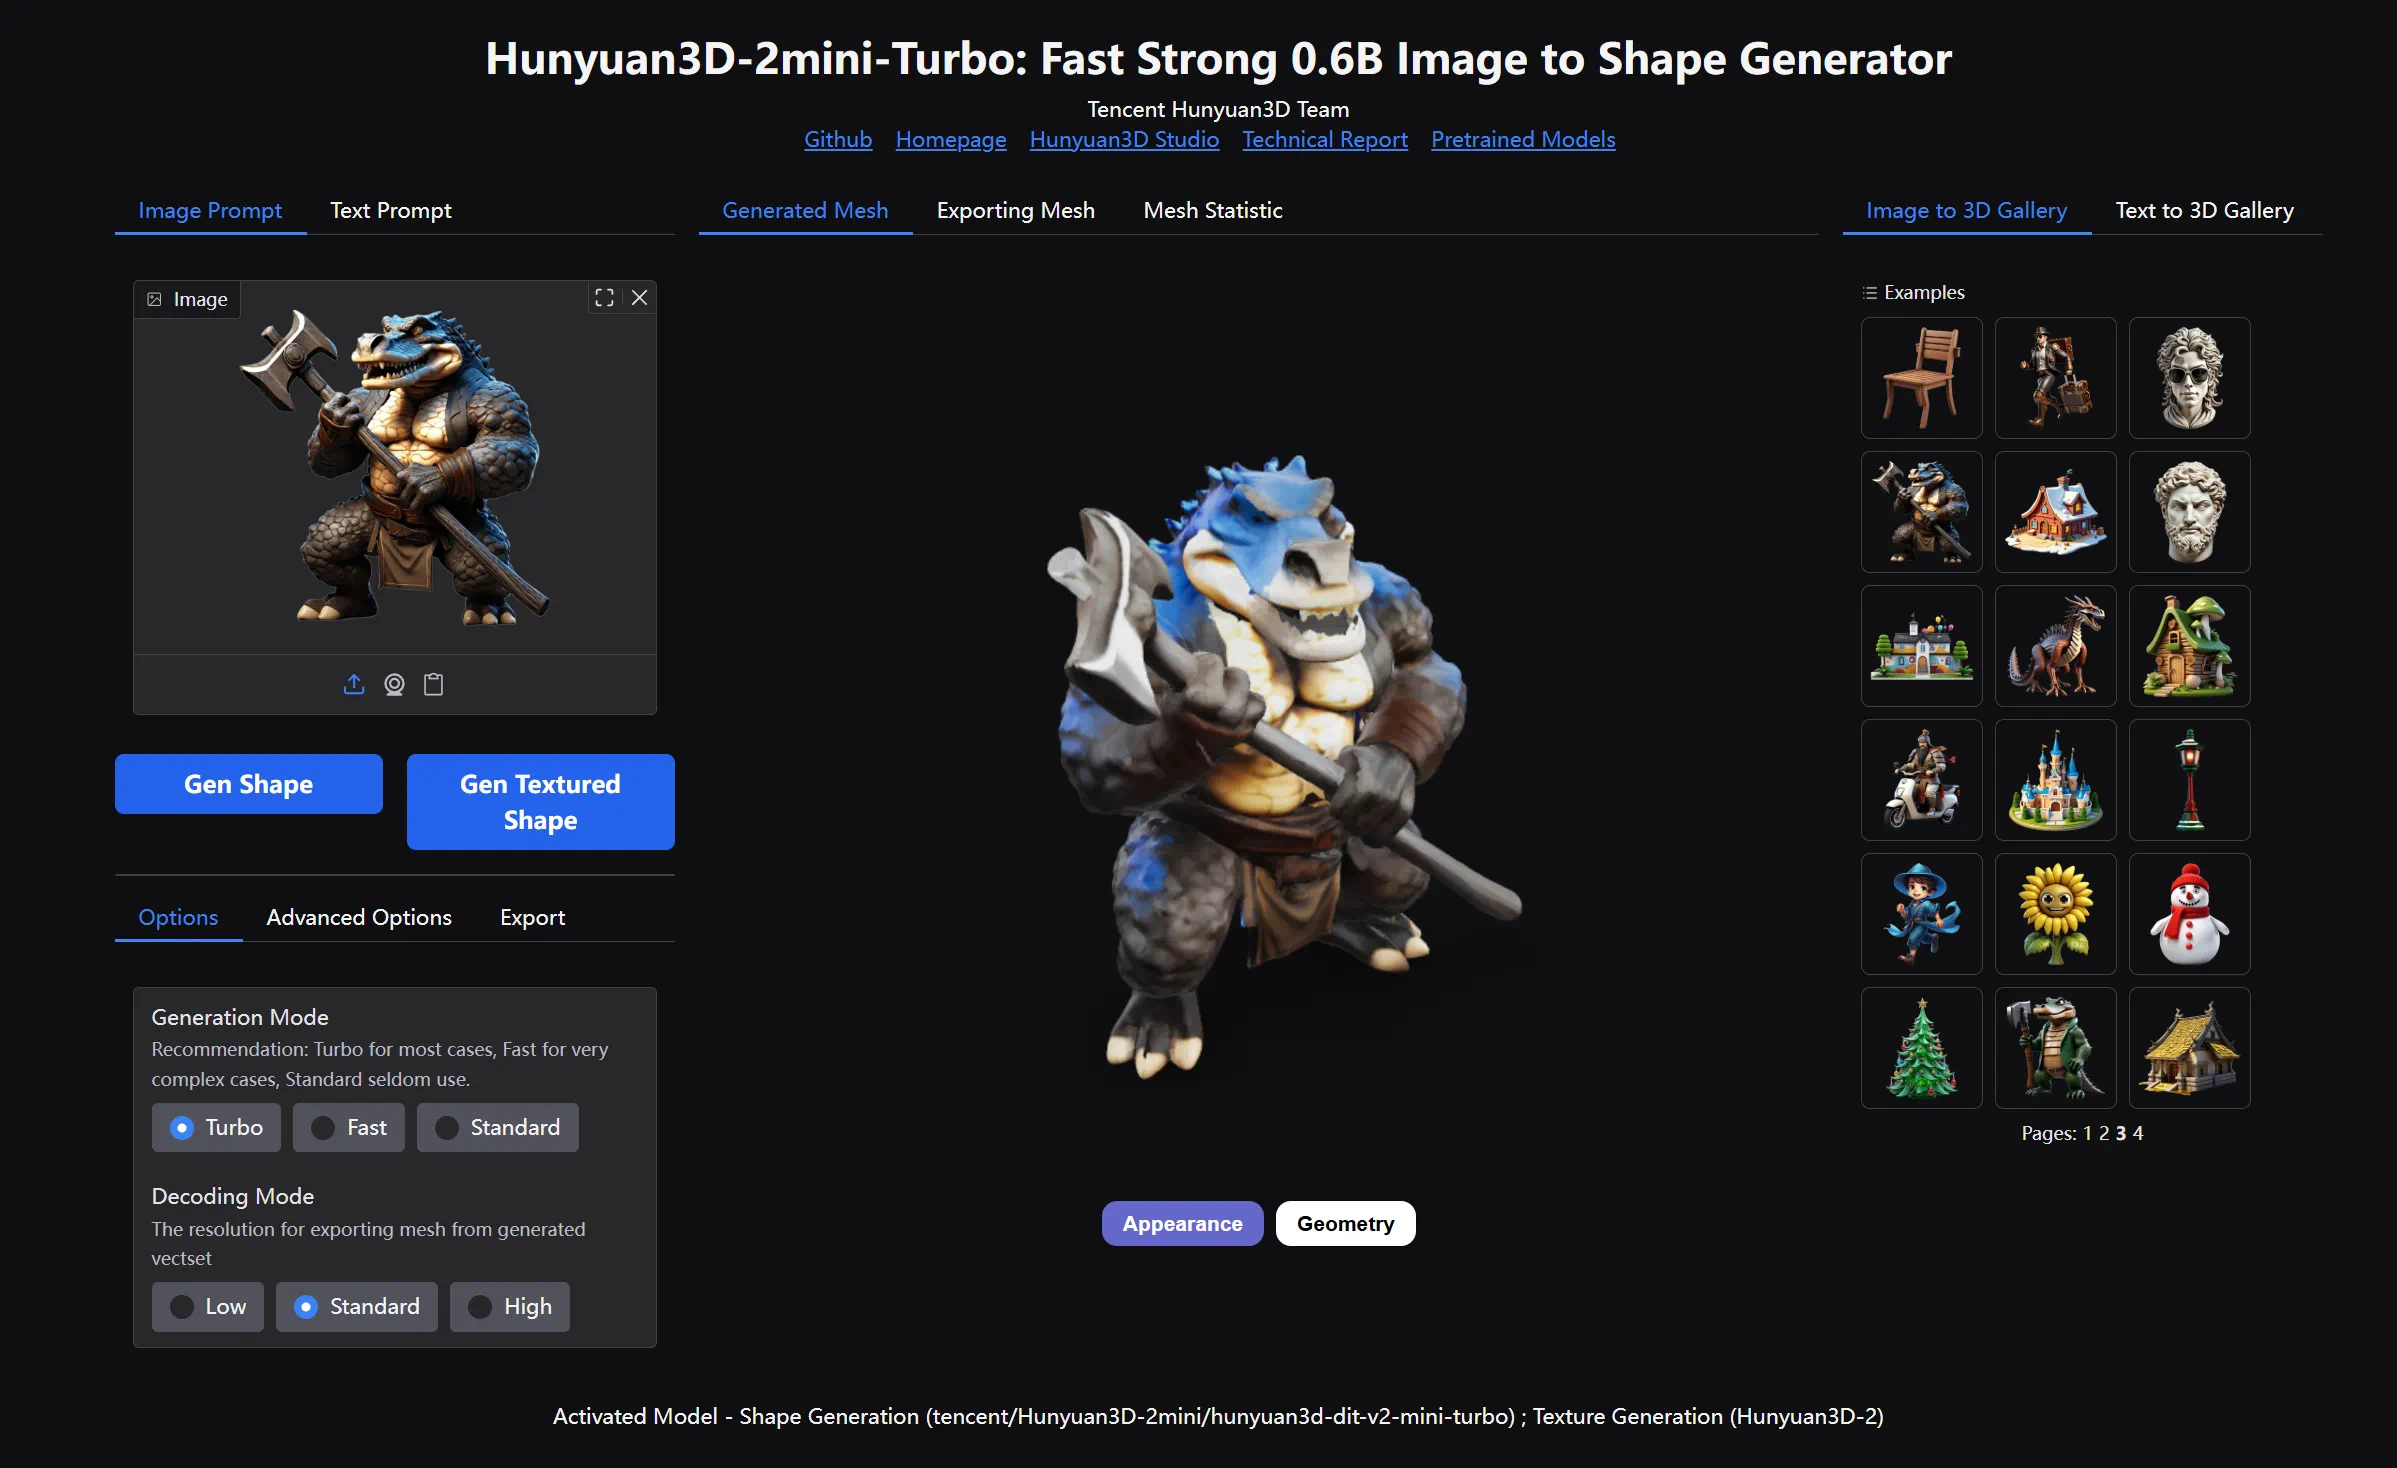 Hunyuan3D-2mini-Turbo: Fast Strong 0.6B Image to Shape Generator
Tencent Hunyuan3D Team
Github Homepage Hunyuan3D Studio Technical Report Pretrained Models
Image Prompt Text Prompt
Image
Gen Shape
Gen Textured
Shape
Options Advanced Options Export
Generation Mode
Recommendation: Turbo for most cases, Fast for very
complex cases, Standard seldom use.
Turbo Fast Standard
Decoding Mode
The resolution for exporting mesh from generated
vectset
Low Standard High
Generated Mesh Exporting Mesh Mesh Statistic
Appearance Geometry
Image to 3D Gallery Text to 3D Gallery
Examples
Pages: 1 2 3 4
Activated Model - Shape Generation (tencent/Hunyuan3D-2mini/hunyuan3d-dit-v2-mini-turbo) ; Texture Generation (Hunyuan3D-2)